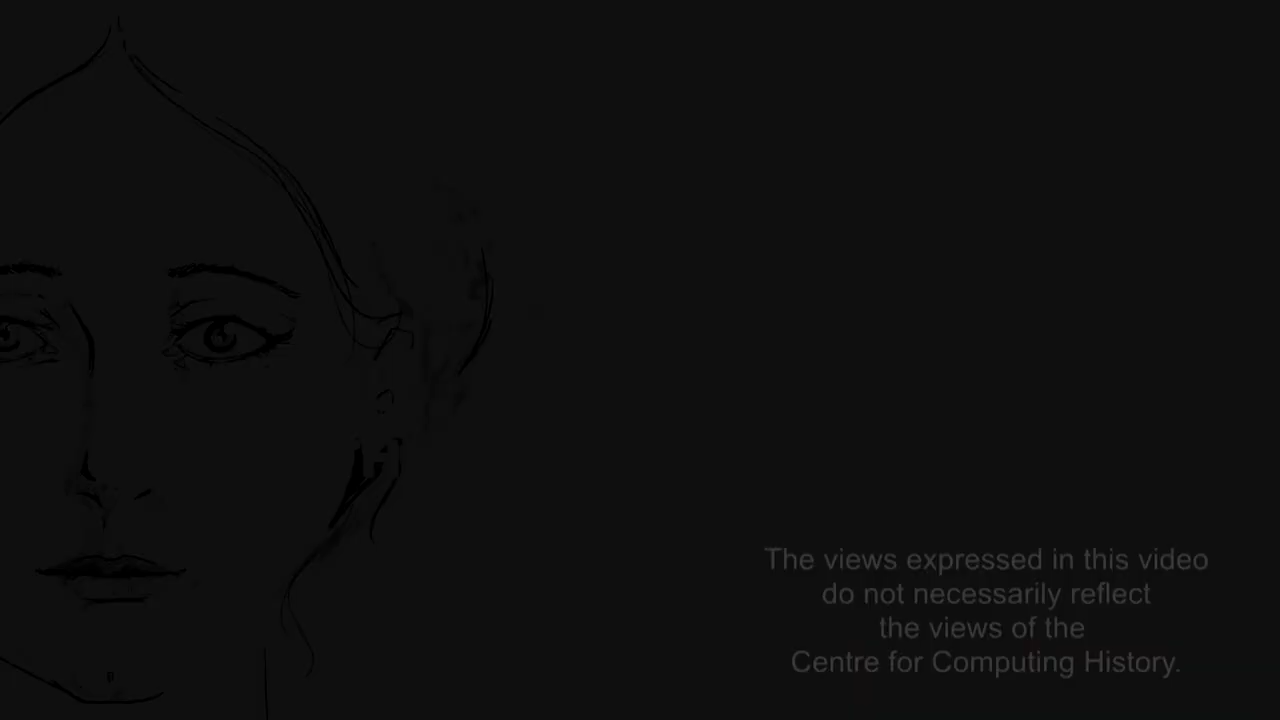 The views expressed in this video
do not necessarily reflect
the views of the
Centre for Computing History.